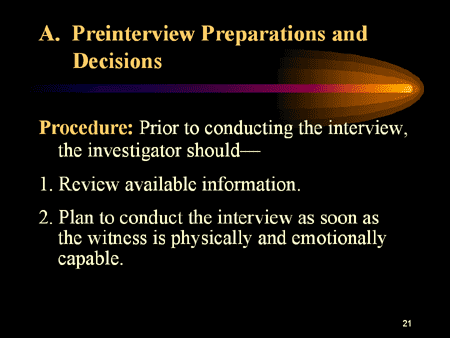 A. Preinterview Preparations and
Decisions
Procedure: Prior to conducting the interview,
the investigator should—
1. Review available information.
2. Plan to conduct the interview as soon as
the witness is physically and emotionally
capable.
21